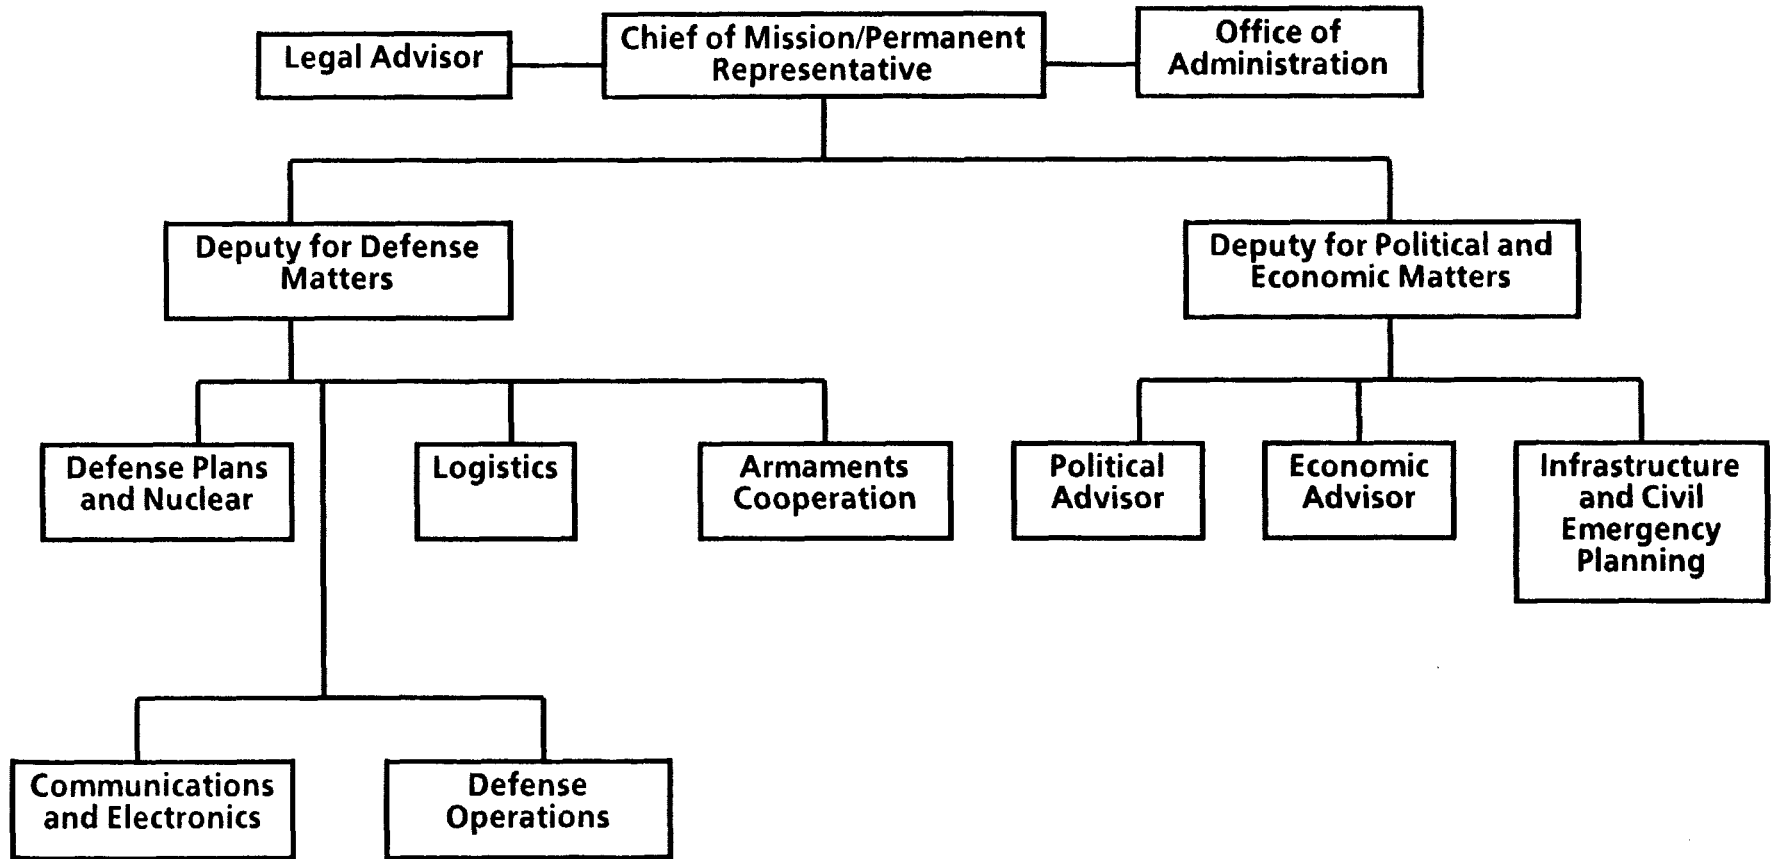 Legal Advisor
Chief of Mission/Permanent
Representative
Office of
Administration
Deputy for Defense
Matters
Deputy for Political and
Economic Matters
Defense Plans
and Nuclear
Logistics
Armaments
Cooperation
Political
Advisor
Economic
Advisor
Infrastructure
and Civil
Emergency
Planning
Communications
and Electronics
Defense
Operations